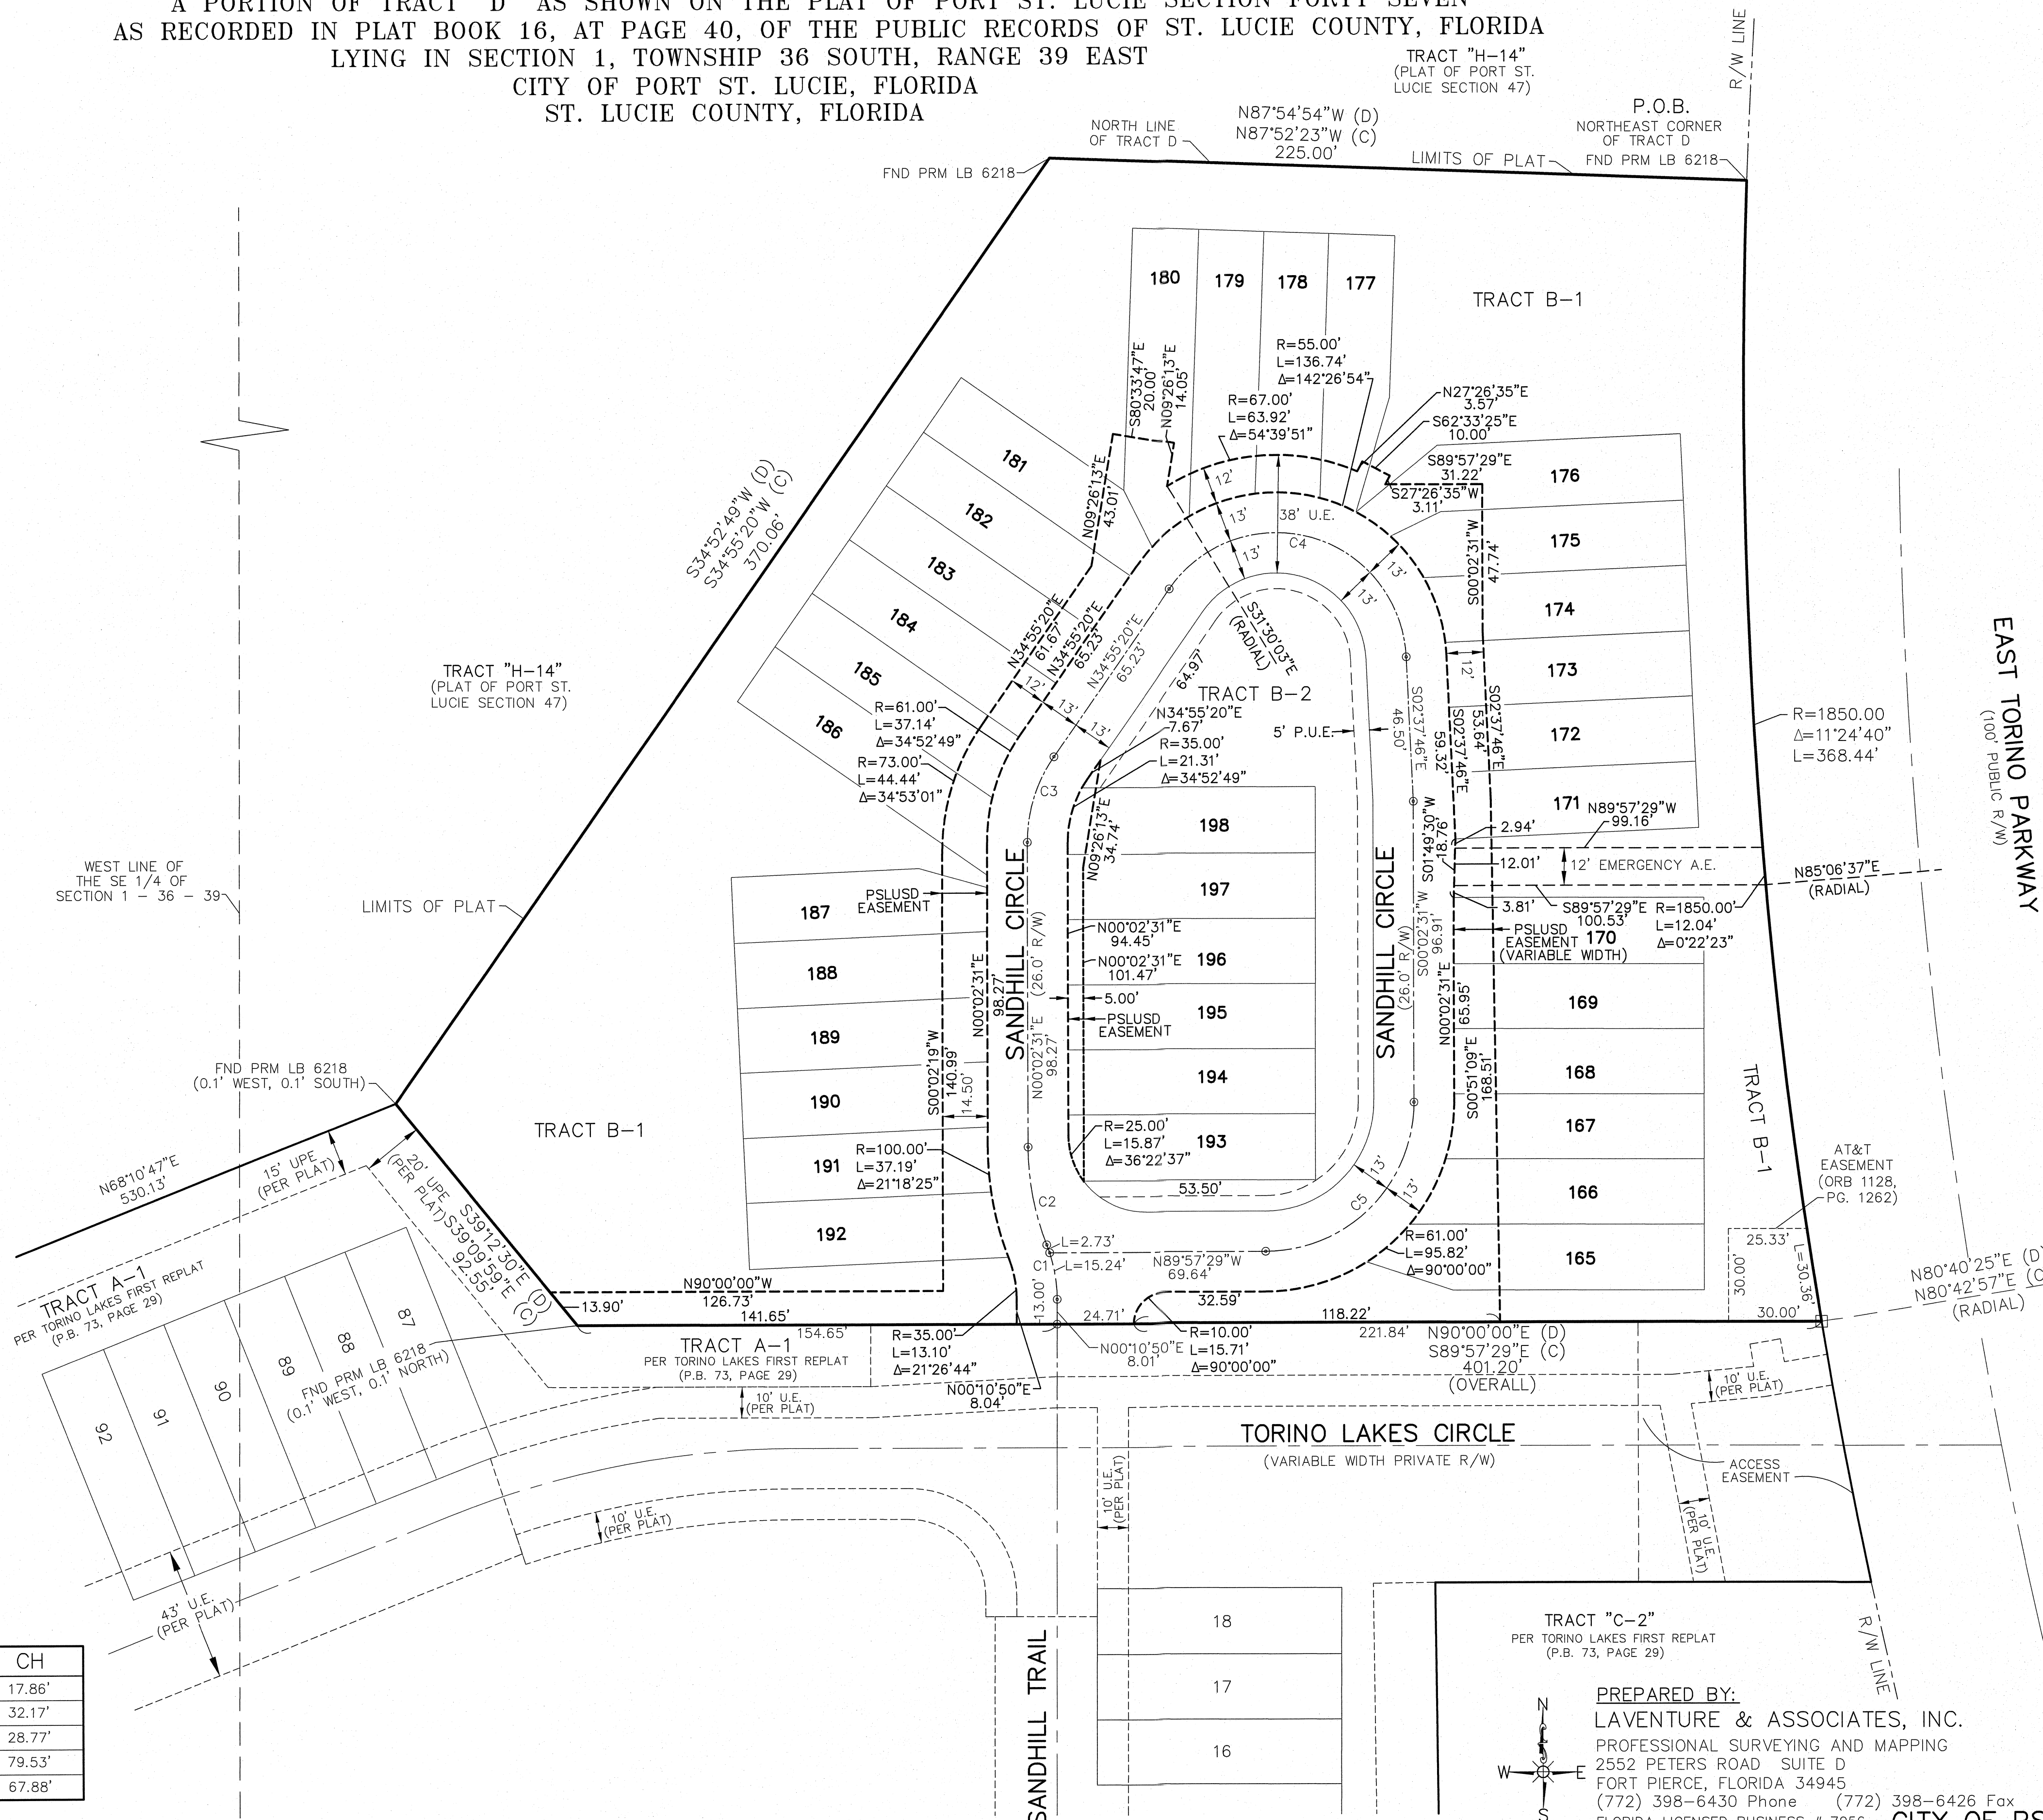 A PORTION OF TRACT "D" AS SHOWN ON THE PLAT OF PORT ST. LUCIE SECTION FORTY SEVEN
AS RECORDED IN PLAT BOOK 16, AT PAGE 40, OF THE PUBLIC RECORDS OF ST. LUCIE COUNTY, FLORIDA
LYING IN SECTION 1, TOWNSHIP 36 SOUTH, RANGE 39 EAST
CITY OF PORT ST. LUCIE, FLORIDA
ST. LUCIE COUNTY, FLORIDA
TRACT "H-14"
(PLAT OF PORT ST.
LUCIE SECTION 47)
R/W LINE
P.O.B.
NORTHEAST CORNER
OF TRACT D
FND PRM LB 6218
N87°54'54"W (D)
N87°52'23"W (C)
225.00'
NORTH LINE
OF TRACT D
LIMITS OF PLAT
FND PRM LB 6218
180
179
178
177
TRACT B-1
S80°33'47"E
20.00'
N09°26'13"E
14.05'
R=55.00'
L=136.74'
Δ=142°26'54"
R=67.00'
L=63.92'
Δ=54°39'51"
N27°26'35"E
3.57'
S62°33'25"E
10.00'
S89°57'29"E
31.22'
S27°26'35"W
3.11'
S00°02'31"W
47.74'
176
175
174
173
172
171
181
182
183
184
185
186
N09°26'13"E
43.01'
12'
13'
13'
38' U.E.
C4
13'
13'
S34°52'49"W (D)
S34°55'20"W (C)
370.06'
N34°55'20"E
61.67'
N34°55'20"E
65.23'
N34°55'20"E
65.23'
64.97'
S31°30'03"E
(RADIAL)
12'
13'
13'
TRACT B-2
N34°55'20"E
7.67'
5' P.U.E.
R=35.00'
L=21.31'
Δ=34°52'49"
12'
S02°37'46"E
46.50'
59.32'
S02°37'46"E
53.64'
S02°37'46"E
TRACT "H-14"
(PLAT OF PORT ST.
LUCIE SECTION 47)
R=61.00'
L=37.14'
Δ=34°52'49"
R=73.00'
L=44.44'
Δ=34°53'01"
C3
R=1850.00
Δ=11°24'40"
L=368.44'
EAST TORINO PARKWAY
(100' PUBLIC R/W)
N89°57'29"W
99.16'
2.94'
12.01'
12' EMERGENCY A.E.
N85°06'37"E
(RADIAL)
3.81'
S89°57'29"E
100.53'
R=1850.00'
L=12.04'
Δ=0°22'23"
S01°49'30"W
18.76'
PSLUSD
EASEMENT
(VARIABLE WIDTH)
170
169
168
167
166
165
N09°26'13"E
34.74'
198
197
196
195
194
193
N00°02'31"E
94.45'
N00°02'31"E
101.47'
5.00'
PSLUSD
EASEMENT
WEST LINE OF
THE SE 1/4 OF
SECTION 1 - 36 - 39
LIMITS OF PLAT
187
188
189
190
191
192
PSLUSD
EASEMENT
SANDHILL CIRCLE
(26.0' R/W)
N00°02'31"E
98.27'
N00°02'31"E
98.27'
SANDHILL CIRCLE
(26.0' R/W)
S00°02'31"W
96.91'
N00°02'31"E
65.95'
S00°51'09"E
168.51'
S00°02'19"W
140.99'
14.50'
R=100.00'
L=37.19'
Δ=21°18'25"
R=25.00'
L=15.87'
Δ=36°22'37"
53.50'
13'
13'
C5
C2
C1
L=2.73'
L=15.24'
N89°57'29"W
69.64'
R=61.00'
L=95.82'
Δ=90°00'00"
TRACT B-1
FND PRM LB 6218
(0.1' WEST, 0.1' SOUTH)
TRACT B-1
AT&T
EASEMENT
(ORB 1128,
PG. 1262)
25.33'
30.00'
L=30.36'
30.00'
N80°40'25"E (D)
N80°42'57"E (C)
(RADIAL)
N68°10'47"E
530.13'
15' UPE
(PER PLAT)
20' UPE
(PER PLAT)
S39°12'30"E (D)
S39°09'59"E (C)
92.55'
N90°00'00"W
126.73'
13.90'
141.65'
154.65'
13.00'
24.71'
32.59'
118.22'
221.84'
N90°00'00"E (D)
S89°57'29"E (C)
401.20'
(OVERALL)
R=35.00'
L=13.10'
Δ=21°26'44"
R=10.00'
L=15.71'
Δ=90°00'00"
N00°10'50"E
8.01'
N00°10'50"E
8.04'
TRACT A-1
PER TORINO LAKES FIRST REPLAT
(P.B. 73, PAGE 29)
TRACT A-1
PER TORINO LAKES FIRST REPLAT
(P.B. 73, PAGE 29)
FND PRM LB 6218
(0.1' WEST, 0.1' NORTH)
87
88
89
90
91
92
10' U.E.
(PER PLAT)
10' U.E.
(PER PLAT)
TORINO LAKES CIRCLE
(VARIABLE WIDTH PRIVATE R/W)
ACCESS
EASEMENT
10' U.E.
(PER PLAT)
10' U.E.
(PER PLAT)
10' U.E.
(PER PLAT)
43' U.E.
(PER PLAT)
SANDHILL TRAIL
18
17
16
TRACT "C-2"
PER TORINO LAKES FIRST REPLAT
(P.B. 73, PAGE 29)
R/W LINE
CH
17.86'
32.17'
28.77'
79.53'
67.88'
N
W
E
S
PREPARED BY:
LAVENTURE & ASSOCIATES, INC.
PROFESSIONAL SURVEYING AND MAPPING
2552 PETERS ROAD SUITE D
FORT PIERCE, FLORIDA 34945
(772) 398-6430 Phone (772) 398-6426 Fax
FLORIDA LICENSED BUSINESS # 7056
CITY OF PS